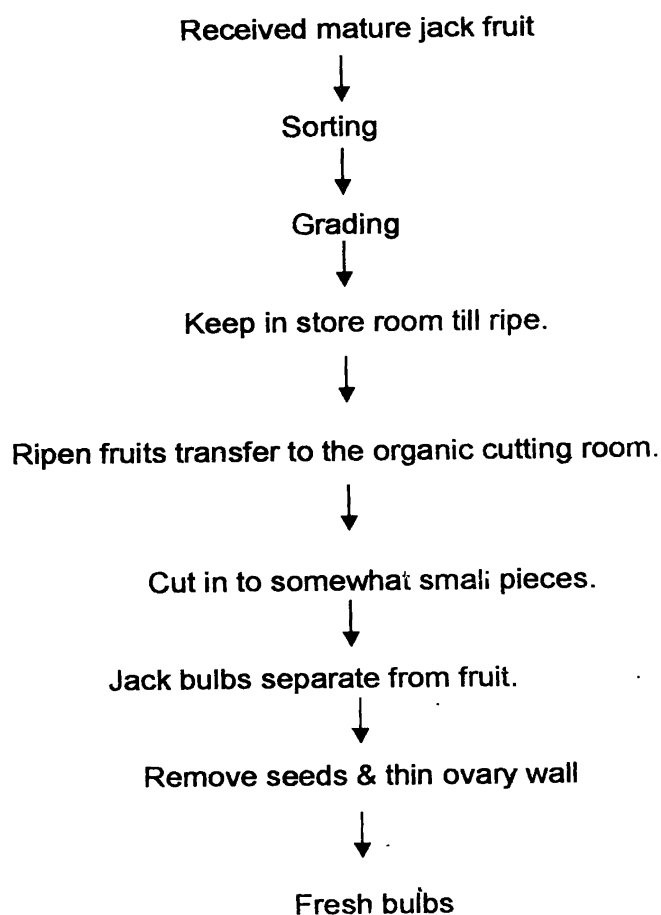 Received mature jack fruit
Sorting
Grading
Keep in store room till ripe.
Ripen fruits transfer to the organic cutting room.
Cut in to somewhat small pieces.
Jack bulbs separate from fruit.
Remove seeds & thin ovary wall
Fresh bulbs